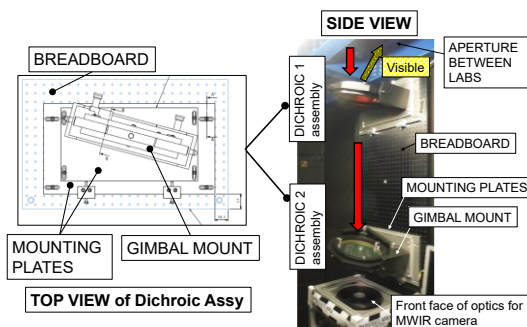 BREADBOARD
MOUNTING
PLATES
GIMBAL MOUNT
TOP VIEW of Dichroic Assy
SIDE VIEW
DICHROIC 1
assembly
DICHROIC 2
assembly
Visible
APERTURE
BETWEEN
LABS
BREADBOARD
MOUNTING PLATES
GIMBAL MOUNT
Front face of optics for
MWIR camera